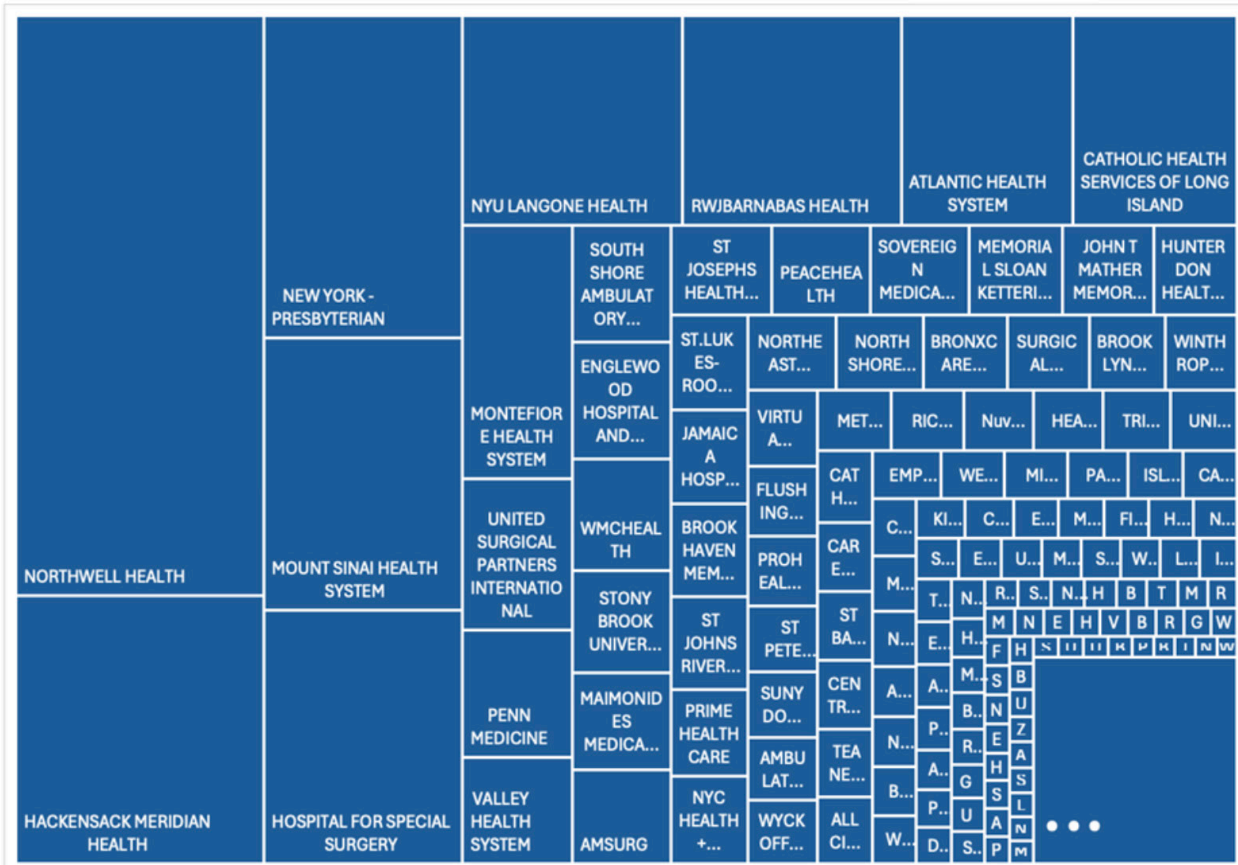 NORTHWELL HEALTH
HACKENSACK MERIDIAN
HEALTH
NEW YORK -
PRESBYTERIAN
MOUNT SINAI HEALTH
SYSTEM
HOSPITAL FOR SPECIAL
SURGERY
NYU LANGONE HEALTH
RWJBARNABAS HEALTH
ATLANTIC HEALTH
SYSTEM
CATHOLIC HEALTH
SERVICES OF LONG
ISLAND
MONTEFIOR
E HEALTH
SYSTEM
UNITED
SURGICAL
PARTNERS
INTERNATIO
NAL
PENN
MEDICINE
VALLEY
HEALTH
SYSTEM
SOUTH
SHORE
AMBULAT
ORY...
ENGLEWO
OD
HOSPITAL
AND...
WMCHEAL
TH
STONY
BROOK
UNIVER...
MAIMONID
ES
MEDICA...
AMSURG
ST
JOSEPHS
HEALTH...
PEACEHEA
LTH
SOVEREIG
N
MEDICA...
MEMORIA
L SLOAN
KETTERI...
JOHN T
MATHER
MEMOR...
HUNTER
DON
HEALT...
ST.LUK
ES-
ROO...
JAMAIC
A
HOSP...
BROOK
HAVEN
MEM...
ST
JOHNS
RIVER...
PRIME
HEALTH
CARE
NYC
HEALTH
+...
NORTHE
AST...
NORTH
SHORE...
BRONXC
ARE...
SURGIC
AL...
BROOK
LYN...
WINTH
ROP...
VIRTU
A...
FLUSH
ING...
PROH
EAL...
ST
PETE...
SUNY
DO...
AMBU
LAT...
WYCK
OFF...
MET...
RIC...
Nuv...
HEA...
TRI...
UNI...
CAT
H...
CAR
E...
ST
BA...
CEN
TR...
TEA
NE...
ALL
CI...
EMP...
WE...
MI...
PA...
ISL...
CA...
C...
M...
N...
A...
N...
B...
W...
KI...
C...
E...
M...
FI...
H...
N...
S...
E...
U...
M...
S...
W...
L...
I...
T...
E...
A...
P...
A...
P...
D...
N...
H...
M...
B...
R...
G
U
S...
R...
S...
N...
H
B
T
M
R
M
N
E
H
V
B
R
G
W
F
S
N
E
H
S
A
P
H
B
U
Z
A
S
L
N
M
...